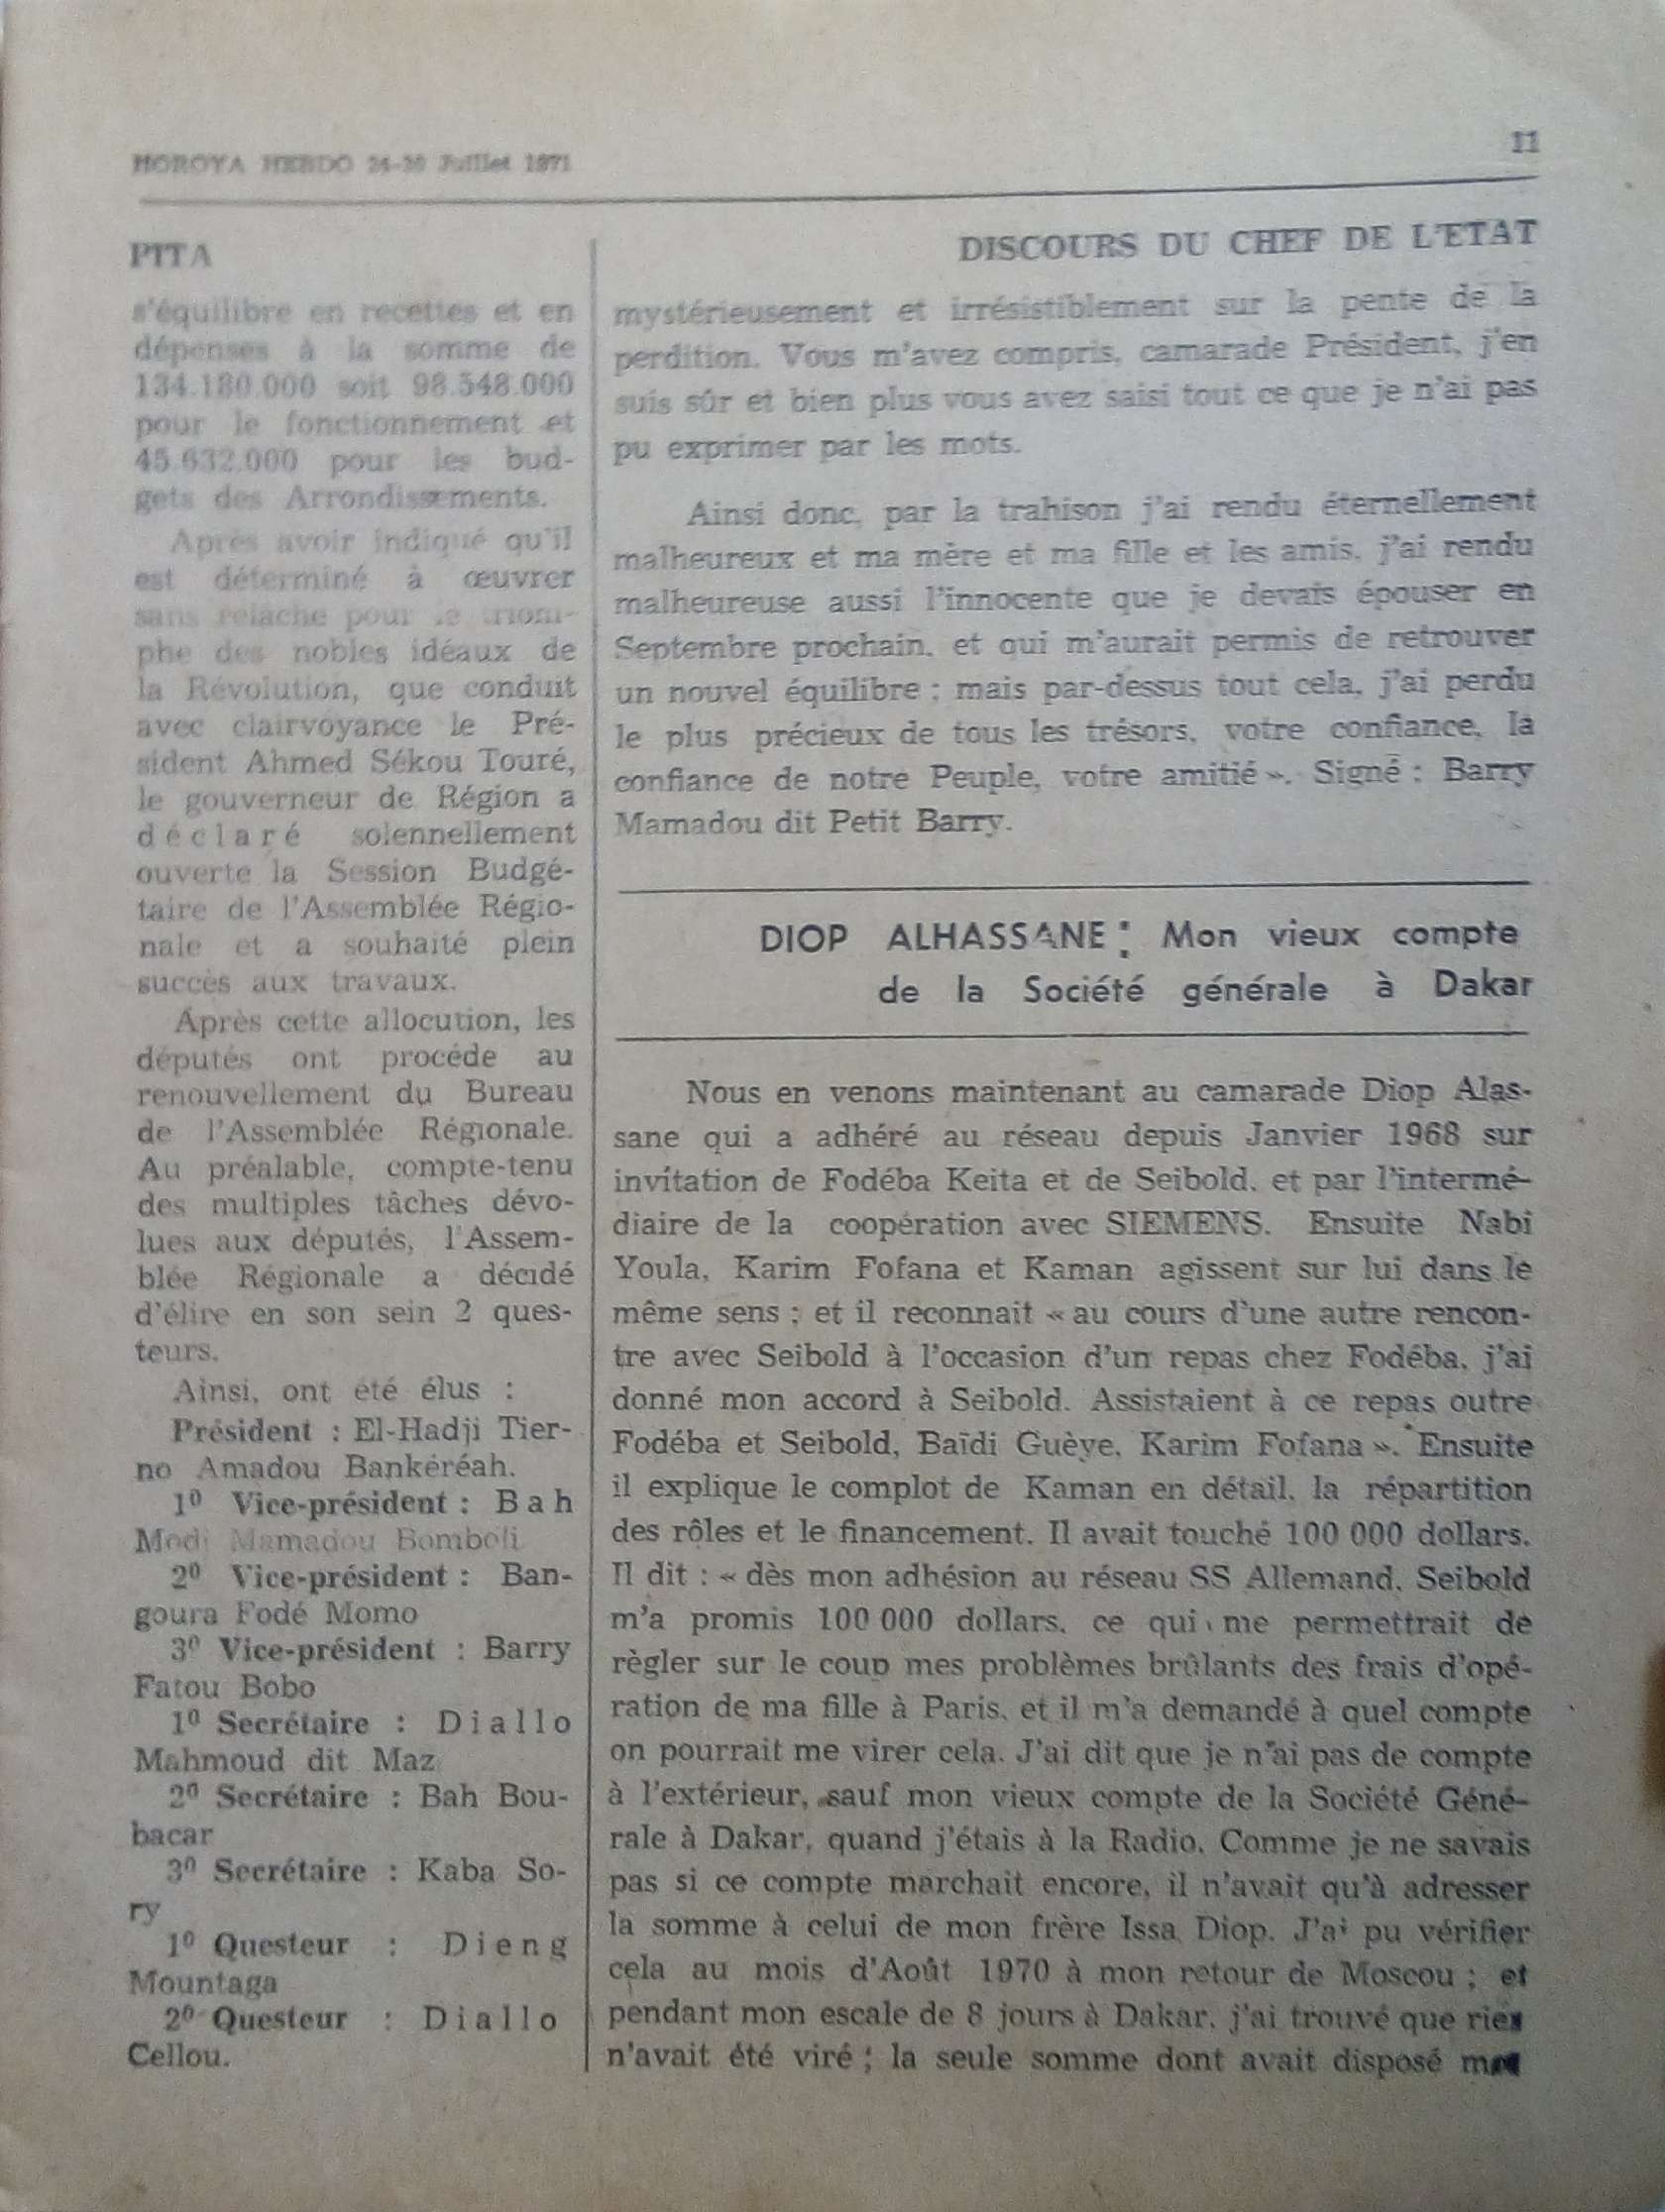 HOROYA HEBDO 24-30 Juillet 1971
11
PITA
s'équilibre en recettes et en
dépenses à la somme de
134.180.000 soit 98.548.000
pour le fonctionnement et
45.632.000 pour les bud-
gets des Arrondissements.
Après avoir indiqué qu'il
est déterminé à œuvrer
sans relâche pour le triom-
phe des nobles idéaux de
la Révolution, que conduit
avec clairvoyance le Pré-
sident Ahmed Sékou Touré,
le gouverneur de Région a
déclaré solennellement
ouverte la Session Budgé-
taire de l'Assemblée Régio-
nale et a souhaité plein
succès aux travaux.
Après cette allocution, les
députés ont procéde au
renouvellement du Bureau
de l'Assemblée Régionale.
Au préalable, compte-tenu
des multiples tâches dévo-
lues aux députés, l'Assem-
blée Régionale a décidé
d'élire en son sein 2 ques-
teurs.
Ainsi, ont été élus :
Président : El-Hadji Tier-
no Amadou Bankéréah.
1º Vice-président : Bah
Modi Mamadou Bomboli
2º Vice-président : Ban-
goura Fodé Momo
3º Vice-président : Barry
Fatou Bobo
1º Secrétaire : Diallo
Mahmoud dit Maz
2º Secrétaire : Bah Bou-
bacar
3º Secrétaire : Kaba So-
ry
1º Questeur : Dieng
Mountaga
2º Questeur : Diallo
Cellou.
DISCOURS DU CHEF DE L'ETAT
mystérieusement et irrésistiblement sur la pente de la
perdition. Vous m'avez compris, camarade Président, j'en
suis sûr et bien plus vous avez saisi tout ce que je n'ai pas
pu exprimer par les mots.
Ainsi donc, par la trahison j'ai rendu éternellement
malheureux et ma mère et ma fille et les amis, j'ai rendu
malheureuse aussi l'innocente que je devais épouser en
Septembre prochain, et qui m'aurait permis de retrouver
un nouvel équilibre ; mais par-dessus tout cela, j'ai perdu
le plus précieux de tous les trésors, votre confiance, la
confiance de notre Peuple, votre amitié ». Signé : Barry
Mamadou dit Petit Barry.
DIOP ALHASSANE : Mon vieux compte
de la Société générale à Dakar
Nous en venons maintenant au camarade Diop Alas-
sane qui a adhéré au réseau depuis Janvier 1968 sur
invitation de Fodéba Keita et de Seibold, et par l'intermé-
diaire de la coopération avec SIEMENS. Ensuite Nabi
Youla, Karim Fofana et Kaman agissent sur lui dans le
même sens ; et il reconnait « au cours d'une autre rencon-
tre avec Seibold à l'occasion d'un repas chez Fodéba, j'ai
donné mon accord à Seibold. Assistaient à ce repas outre
Fodéba et Seibold, Baïdi Guèye, Karim Fofana ». Ensuite
il explique le complot de Kaman en détail, la répartition
des rôles et le financement. Il avait touché 100 000 dollars.
Il dit : « dès mon adhésion au réseau SS Allemand, Seibold
m'a promis 100 000 dollars, ce qui me permettrait de
règler sur le coup mes problèmes brûlants des frais d'opé-
ration de ma fille à Paris, et il m'a demandé à quel compte
on pourrait me virer cela. J'ai dit que je n'ai pas de compte
à l'extérieur, sauf mon vieux compte de la Société Géné-
rale à Dakar, quand j'étais à la Radio. Comme je ne savais
pas si ce compte marchait encore, il n'avait qu'à adresser
la somme à celui de mon frère Issa Diop. J'ai pu vérifier
cela au mois d'Août 1970 à mon retour de Moscou ; et
pendant mon escale de 8 jours à Dakar, j'ai trouvé que rien
n'avait été viré ; la seule somme dont avait disposé